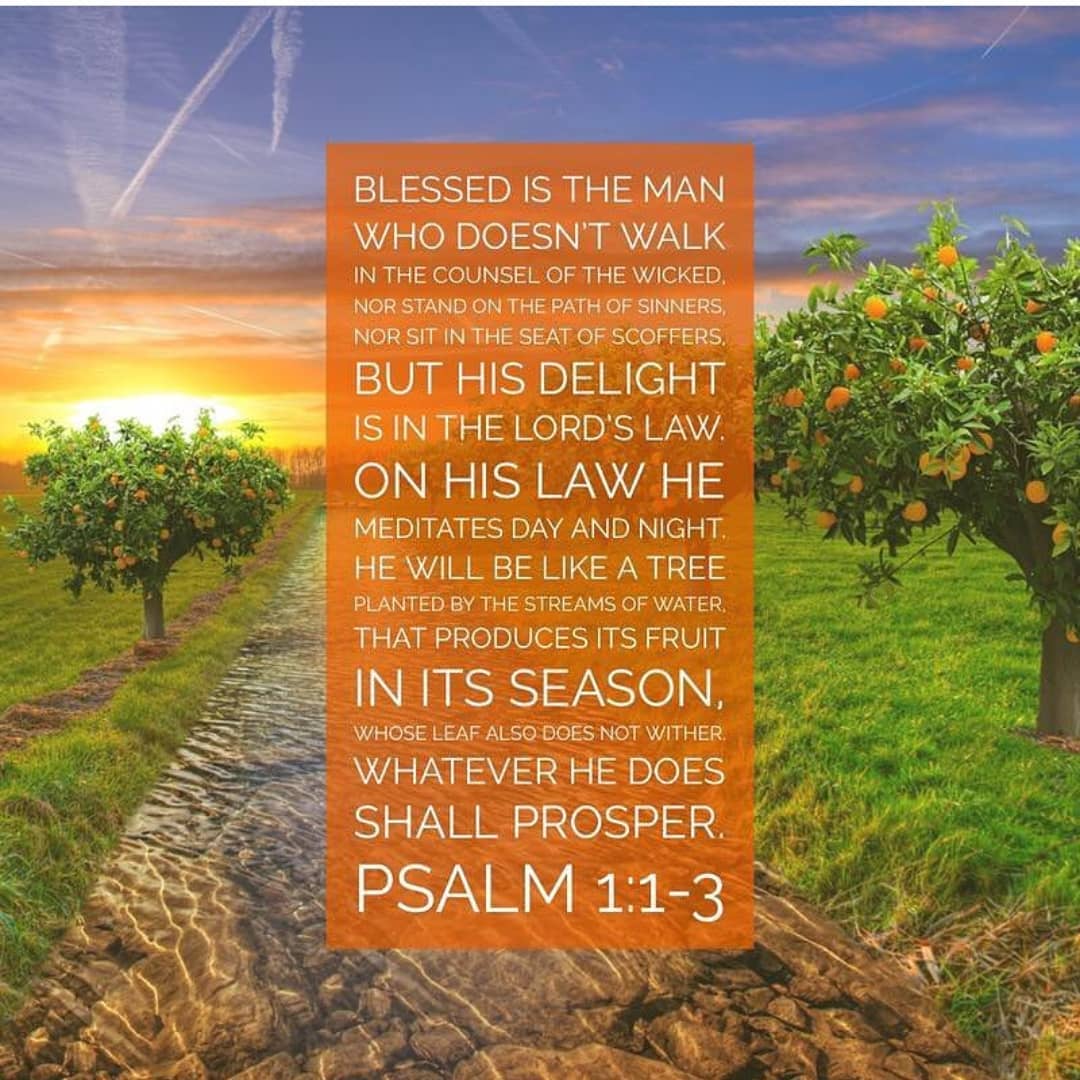 BLESSED IS THE MAN
WHO DOESN'T WALK
IN THE COUNSEL OF THE WICKED,
NOR STAND ON THE PATH OF SINNERS,
NOR SIT IN THE SEAT OF SCOFFERS,
BUT HIS DELIGHT
IS IN THE LORD'S LAW.
ON HIS LAW HE
MEDITATES DAY AND NIGHT.
HE WILL BE LIKE A TREE
PLANTED BY THE STREAMS OF WATER,
THAT PRODUCES ITS FRUIT
IN ITS SEASON,
WHOSE LEAF ALSO DOES NOT WITHER.
WHATEVER HE DOES
SHALL PROSPER.
PSALM 1:1-3